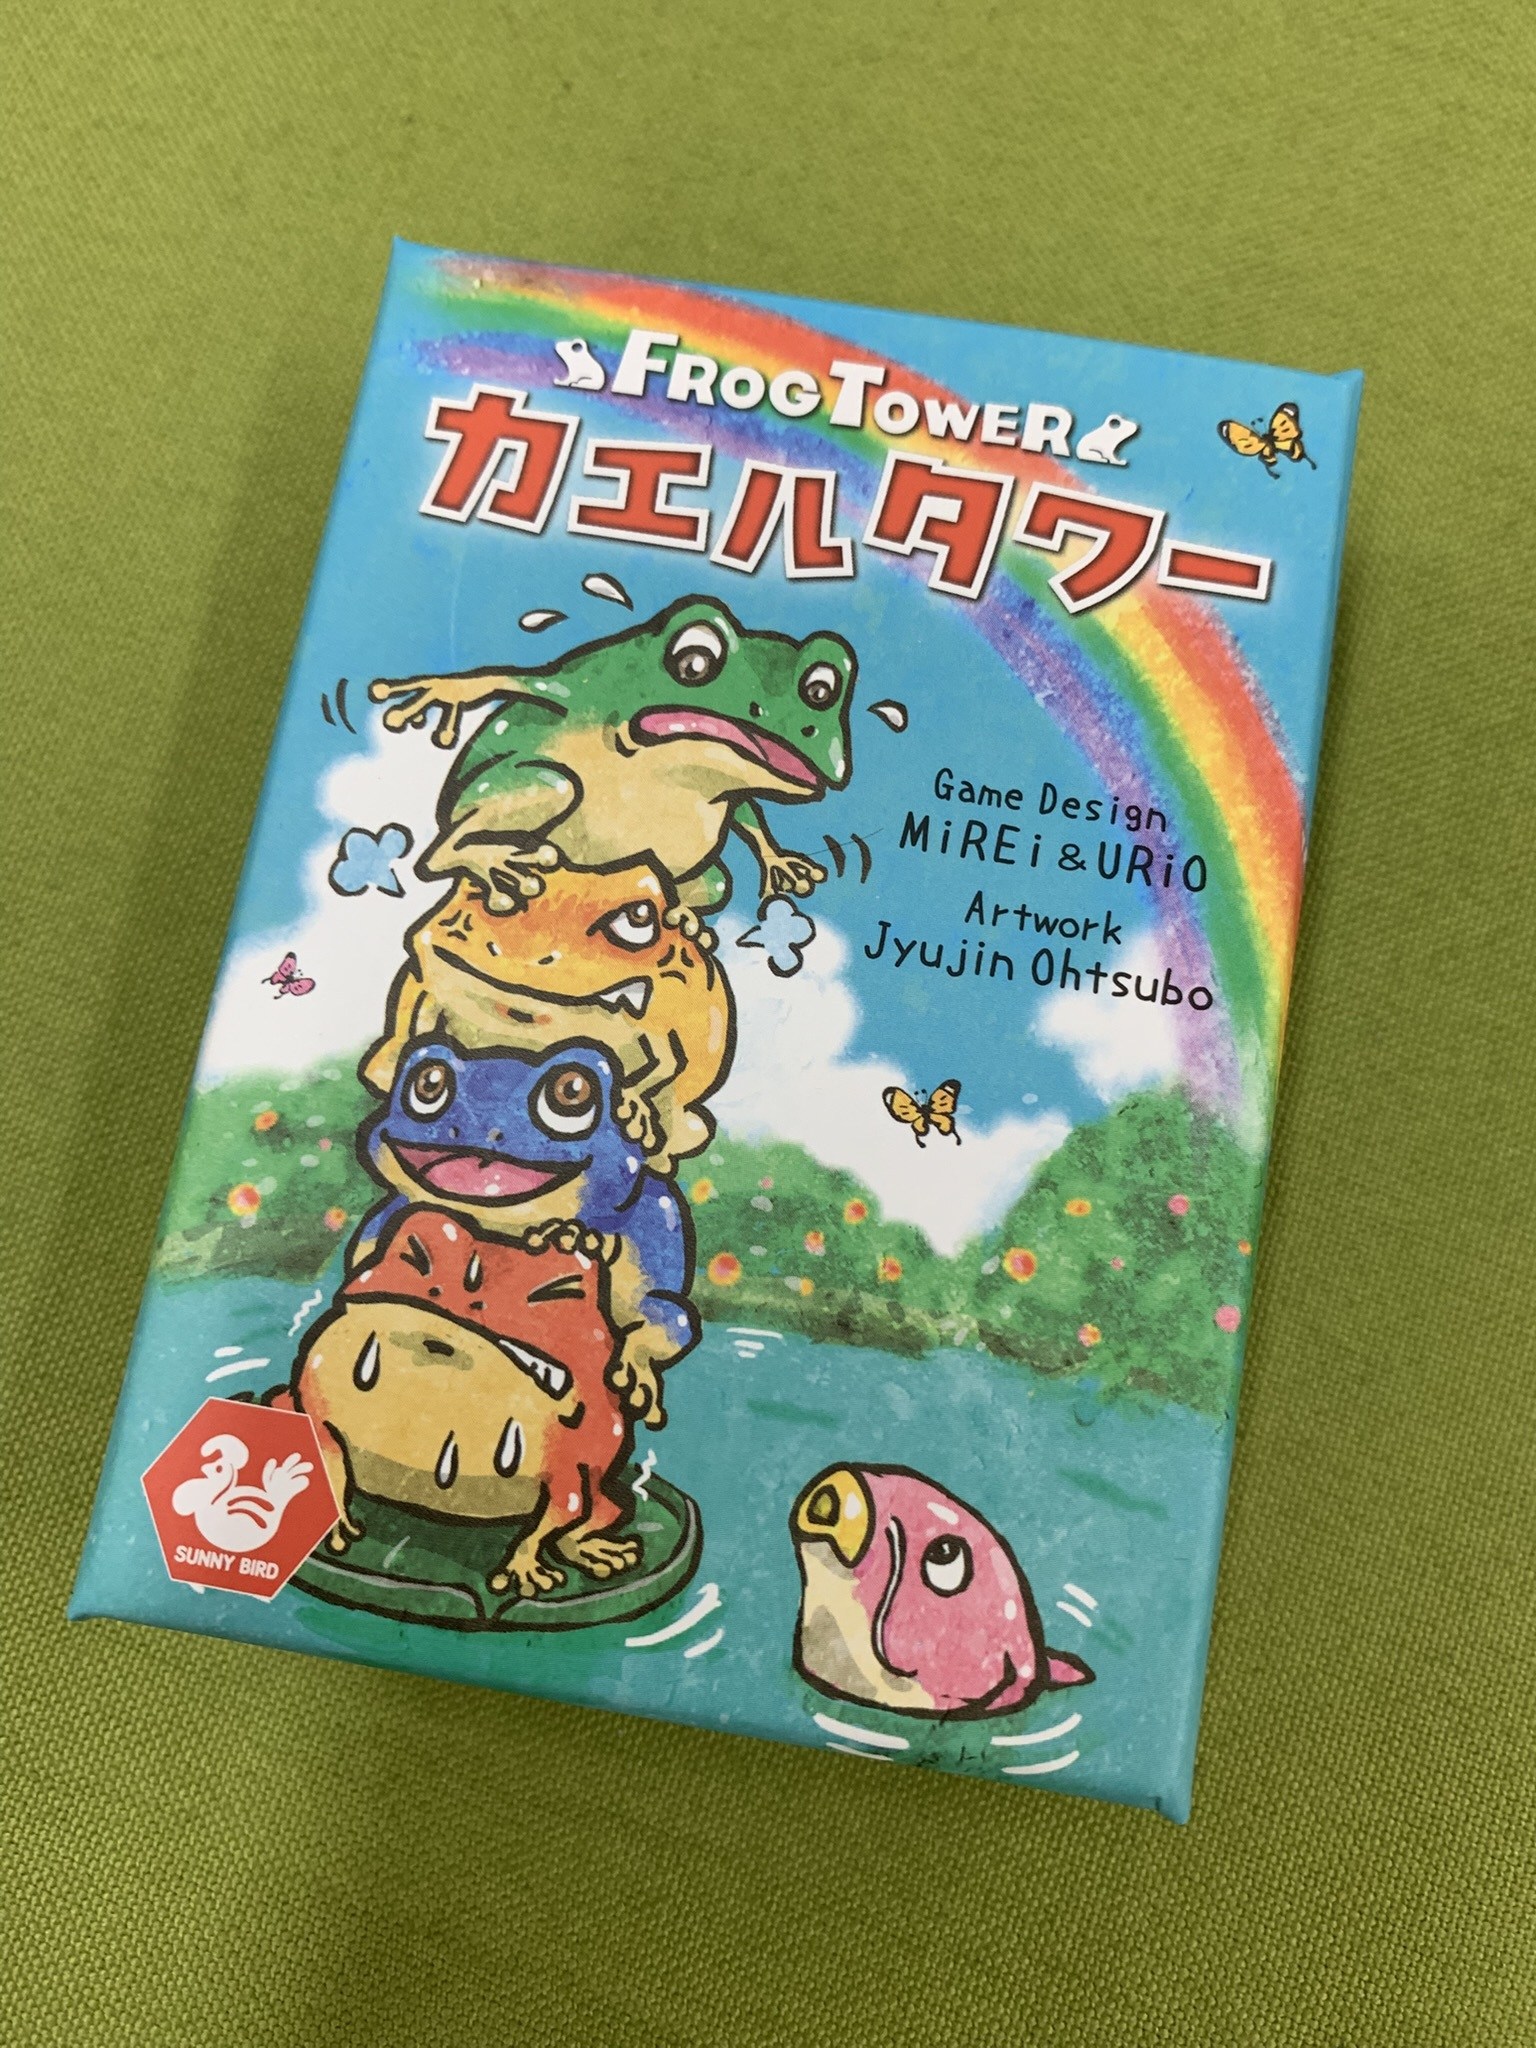 FROG TOWER
カエルタワー
Game Design
MiREi & URiO
Artwork
Jyujin Ohtsubo
SUNNY BIRD